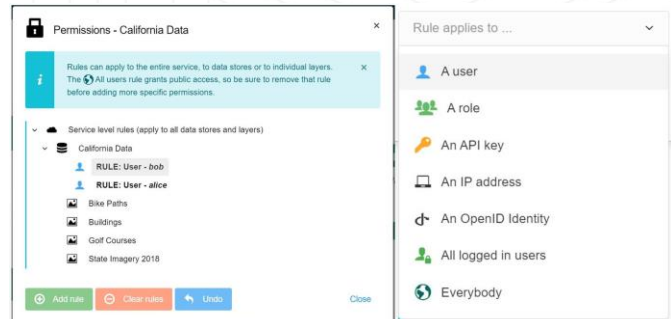 Permissions - California Data
×
Rules can apply to the entire service, to data stores or to individual layers.
The All users rule grants public access, so be sure to remove that rule
before adding more specific permissions.
×
Service level rules (apply to all data stores and layers)
California Data
RULE: User - bob
RULE: User - alice
Bike Paths
Buildings
Golf Courses
State Imagery 2018
Add rule
Clear rules
Undo
Close
Rule applies to ...
A user
A role
An API key
An IP address
An OpenID Identity
All logged in users
Everybody